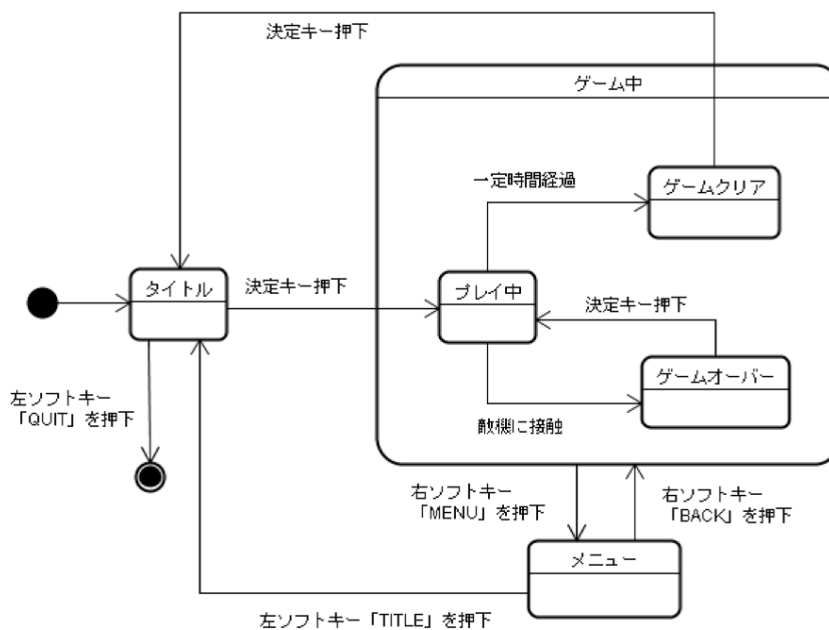 決定キー押下
ゲーム中
一定時間経過
ゲームクリア
タイトル
決定キー押下
プレイ中
決定キー押下
ゲームオーバー
敵機に接触
左ソフトキー
「QUIT」を押下
右ソフトキー
「MENU」を押下
右ソフトキー
「BACK」を押下
メニュー
左ソフトキー「TITLE」を押下